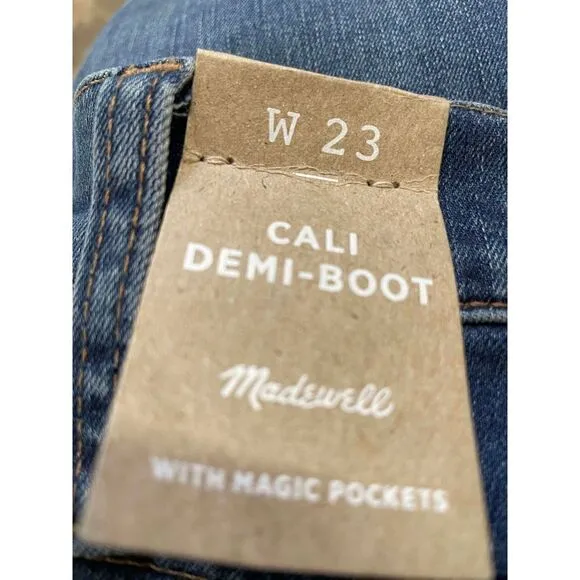 W 23
CALI
DEMI-BOOT
Madewell
WITH MAGIC POCKETS